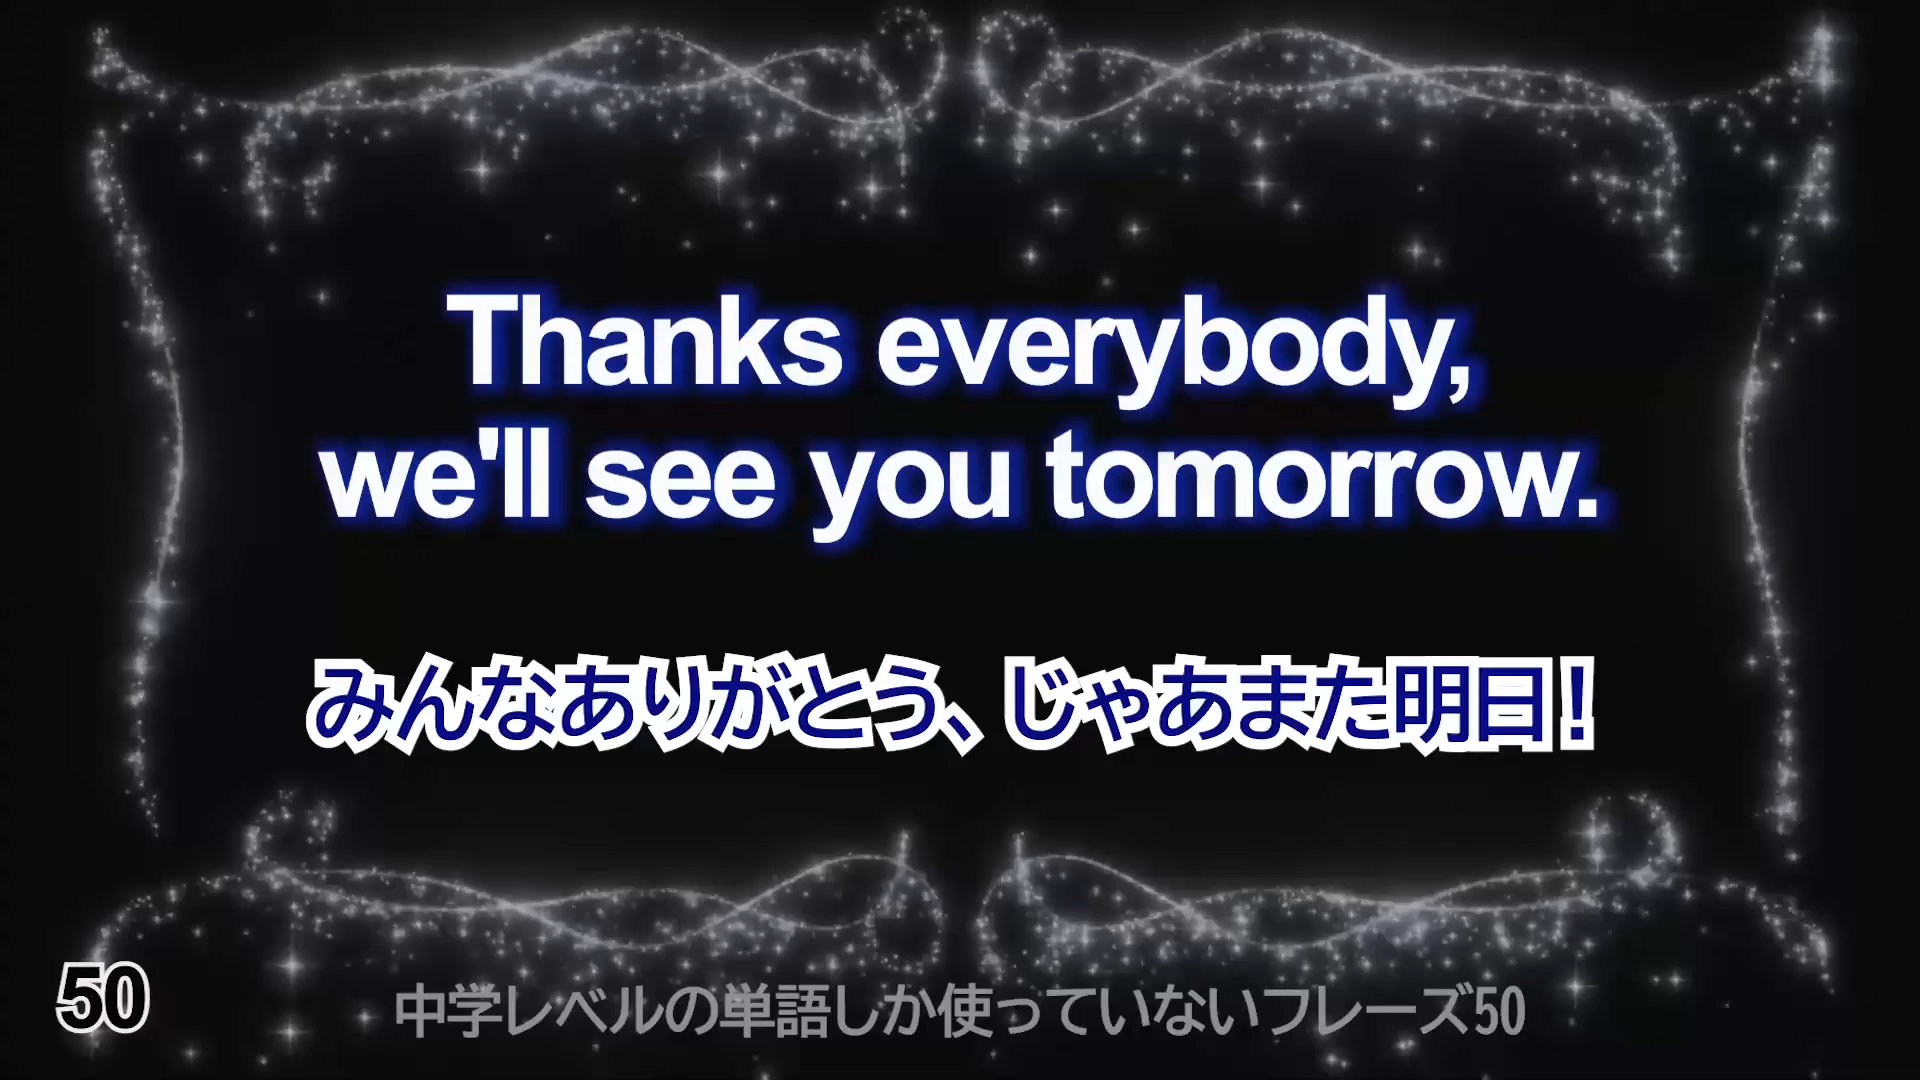 Thanks everybody,
we'll see you tomorrow.
みんなありがとう、じゃあまた明日!
50
中学レベルの単語しか使っていないフレーズ50